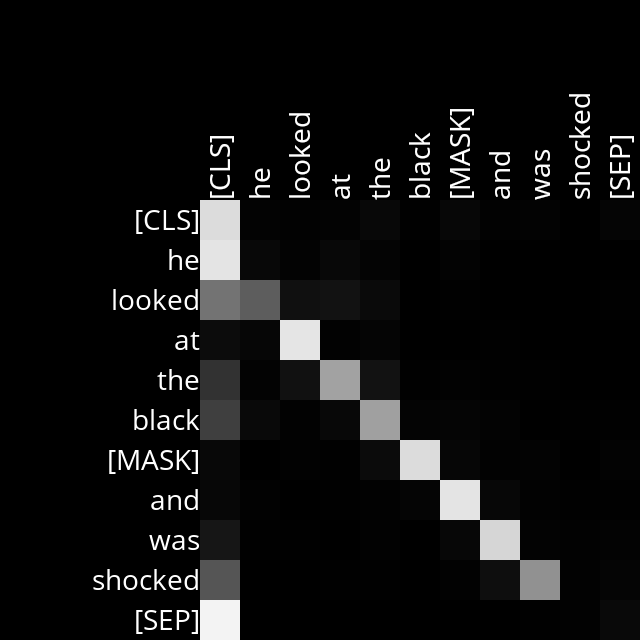 [CLS] he looked at the black [MASK] and was shocked [SEP]
[CLS]
he
looked
at
the
black
[MASK]
and
was
shocked
[SEP]